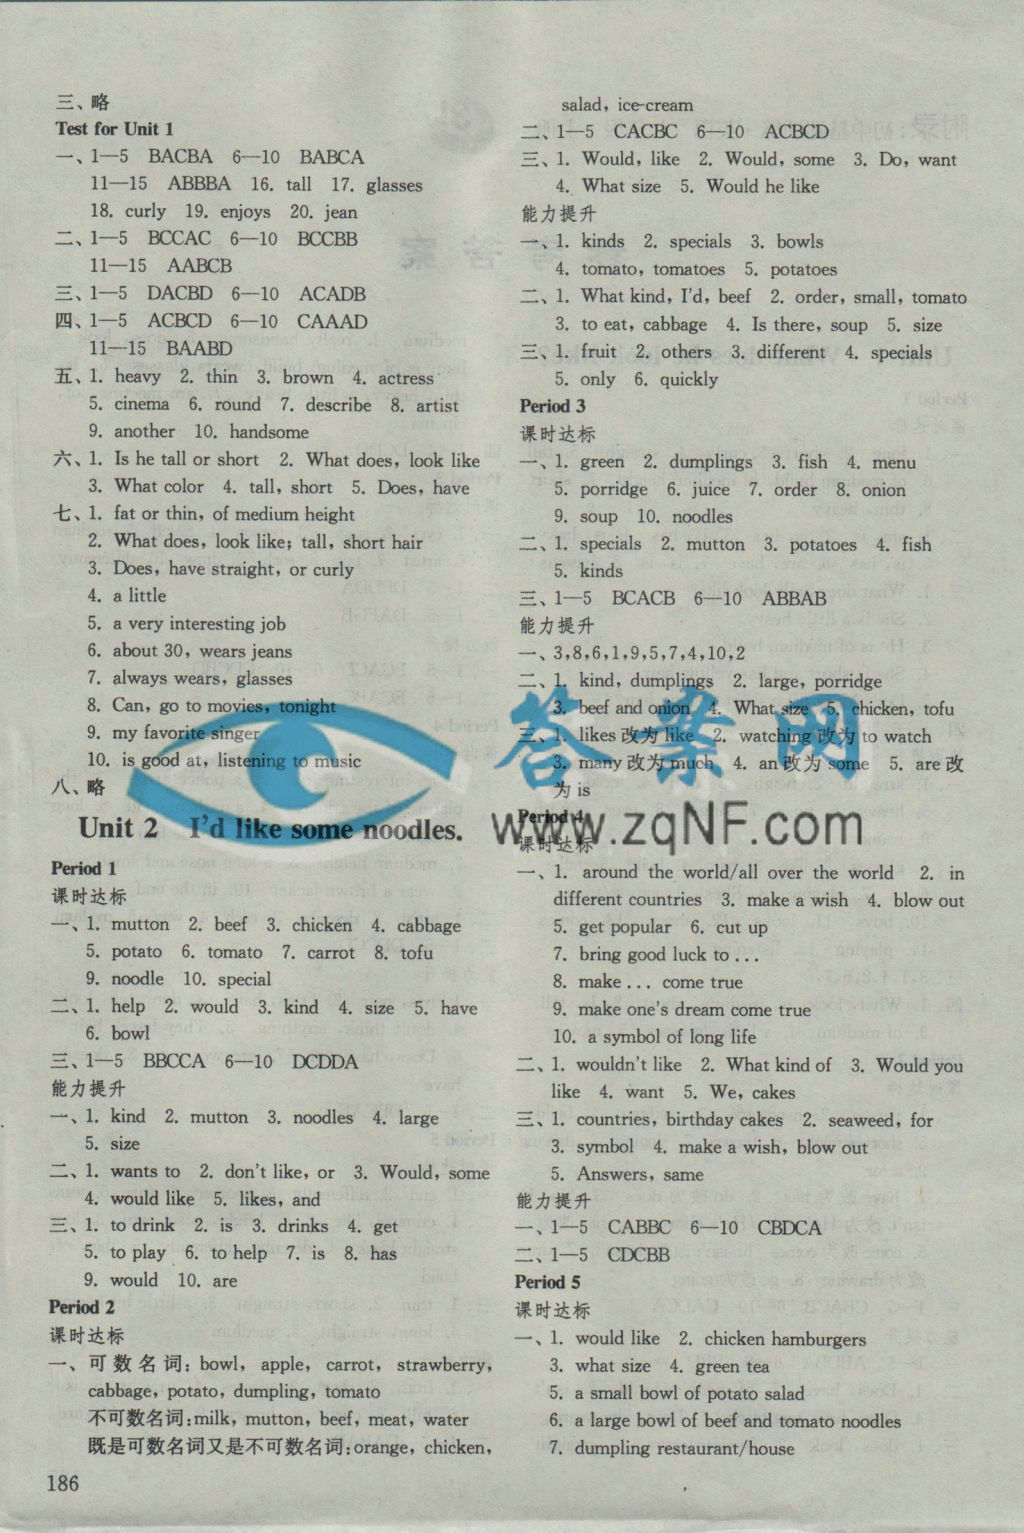 三、略
Test for Unit 1
一、1—5 BACBA 6—10 BABCA
11—15 ABBBA 16. tall 17. glasses
18. curly 19. enjoys 20. jean
二、1—5 BCCAC 6—10 BCCBB
11—15 AABCB
三、1—5 DACBD 6—10 ACADB
四、1—5 ACBCD 6—10 CAAAD
11—15 BAABD
五、1. heavy 2. thin 3. brown 4. actress
5. cinema 6. round 7. describe 8. artist
9. another 10. handsome
六、1. Is he tall or short 2. What does, look like
3. What color 4. tall, short 5. Does, have
七、1. fat or thin, of medium height
2. What does, look like; tall, short hair
3. Does, have straight, or curly
4. a little
5. a very interesting job
6. about 30, wears jeans
7. always wears, glasses
8. Can, go to movies, tonight
9. my favorite singer
10. is good at, listening to music
八、略
Unit 2 I'd like some noodles.
Period 1
课时达标
一、1. mutton 2. beef 3. chicken 4. cabbage
5. potato 6. tomato 7. carrot 8. tofu
9. noodle 10. special
二、1. help 2. would 3. kind 4. size 5. have
6. bowl
三、1—5 BBCCA 6—10 DCDDA
能力提升
一、1. kind 2. mutton 3. noodles 4. large
5. size
二、1. wants to 2. don't like, or 3. Would, some
4. would like 5. likes, and
三、1. to drink 2. is 3. drinks 4. get
5. to play 6. to help 7. is 8. has
9. would 10. are
Period 2
课时达标
一、可数名词: bowl, apple, carrot, strawberry,
cabbage, potato, dumpling, tomato
不可数名词:milk, mutton, beef, meat, water
既是可数名词又是不可数名词:orange, chicken,
186
salad, ice-cream
二、1—5 CACBC 6—10 ACBCD
三、1. Would, like 2. Would, some 3. Do, want
4. What size 5. Would he like
能力提升
一、1. kinds 2. specials 3. bowls
4. tomato, tomatoes 5. potatoes
二、1. What kind, I'd, beef 2. order, small, tomato
3. to eat, cabbage 4. Is there, soup 5. size
三、1. fruit 2. others 3. different 4. specials
5. only 6. quickly
Period 3
课时达标
一、1. green 2. dumplings 3. fish 4. menu
5. porridge 6. juice 7. order 8. onion
9. soup 10. noodles
二、1. specials 2. mutton 3. potatoes 4. fish
5. kinds
三、1—5 BCACB 6—10 ABBAB
能力提升
一、3,8,6,1,9,5,7,4,10,2
二、1. kind, dumplings 2. large, porridge
3. beef and onion 4. What size 5. chicken, tofu
三、1. likes 改为 like 2. watching 改为 to watch
3. many 改为 much 4. an 改为 some 5. are 改
为 is
Period 4
课时达标
一、1. around the world/all over the world 2. in
different countries 3. make a wish 4. blow out
5. get popular 6. cut up
7. bring good luck to . . .
8. make . . . come true
9. make one's dream come true
10. a symbol of long life
二、1. wouldn't like 2. What kind of 3. Would you
like 4. want 5. We, cakes
三、1. countries, birthday cakes 2. seaweed, for
3. symbol 4. make a wish, blow out
5. Answers, same
能力提升
一、1—5 CABBC 6—10 CBDCA
二、1—5 CDCBB
Period 5
课时达标
一、1. would like 2. chicken hamburgers
3. what size 4. green tea
5. a small bowl of potato salad
6. a large bowl of beef and tomato noodles
7. dumpling restaurant/house
答案网
www.zqNF.com